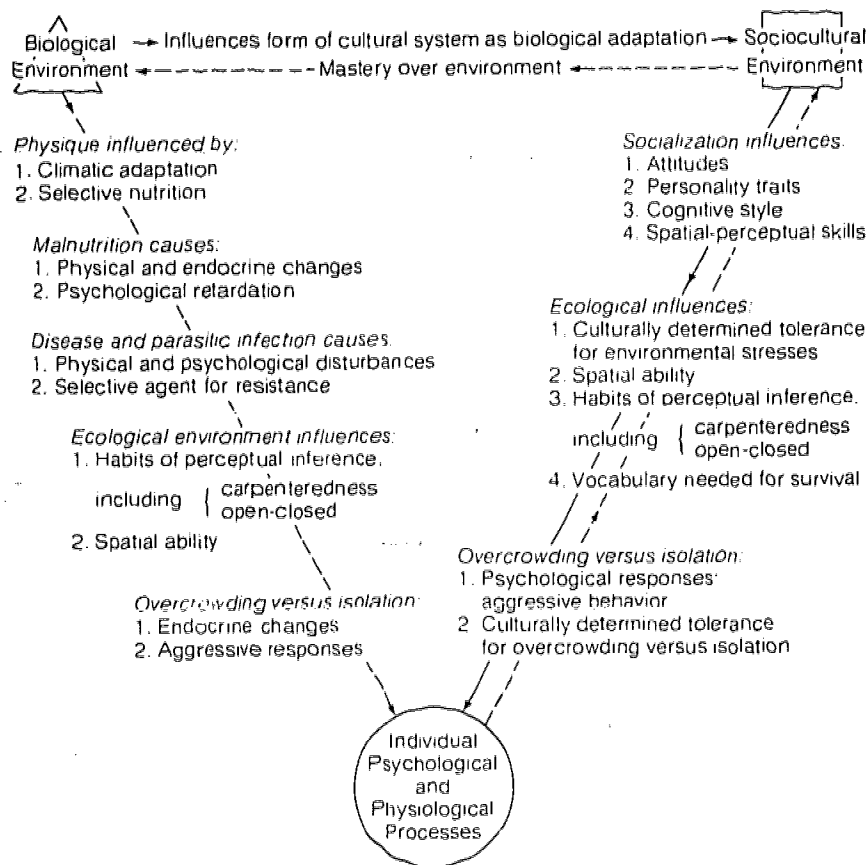 Biological → Influences form of cultural system as biological adaptation → Sociocultural
Environment ← Mastery over environment ← Environment
Physique influenced by:
1. Climatic adaptation
2. Selective nutrition
Malnutrition causes:
1. Physical and endocrine changes
2. Psychological retardation
Disease and parasitic infection causes.
1. Physical and psychological disturbances
2. Selective agent for resistance
Ecological environment influences:
1. Habits of perceptual inference,
including { carpenteredness
open-closed
2. Spatial ability
Overcrowding versus isolation:
1. Endocrine changes
2. Aggressive responses
Socialization influences.
1. Attitudes
2 Personality traits
3. Cognitive style
4. Spatial-perceptual skills
Ecological influences:
1. Culturally determined tolerance
for environmental stresses
2. Spatial ability
3. Habits of perceptual inference.
including { carpenteredness
open-closed
4. Vocabulary needed for survival
Overcrowding versus isolation:
1. Psychological responses:
aggressive behavior
2 Culturally determined tolerance
for overcrowding versus isolation
Individual
Psychological
and
Physiological
Processes